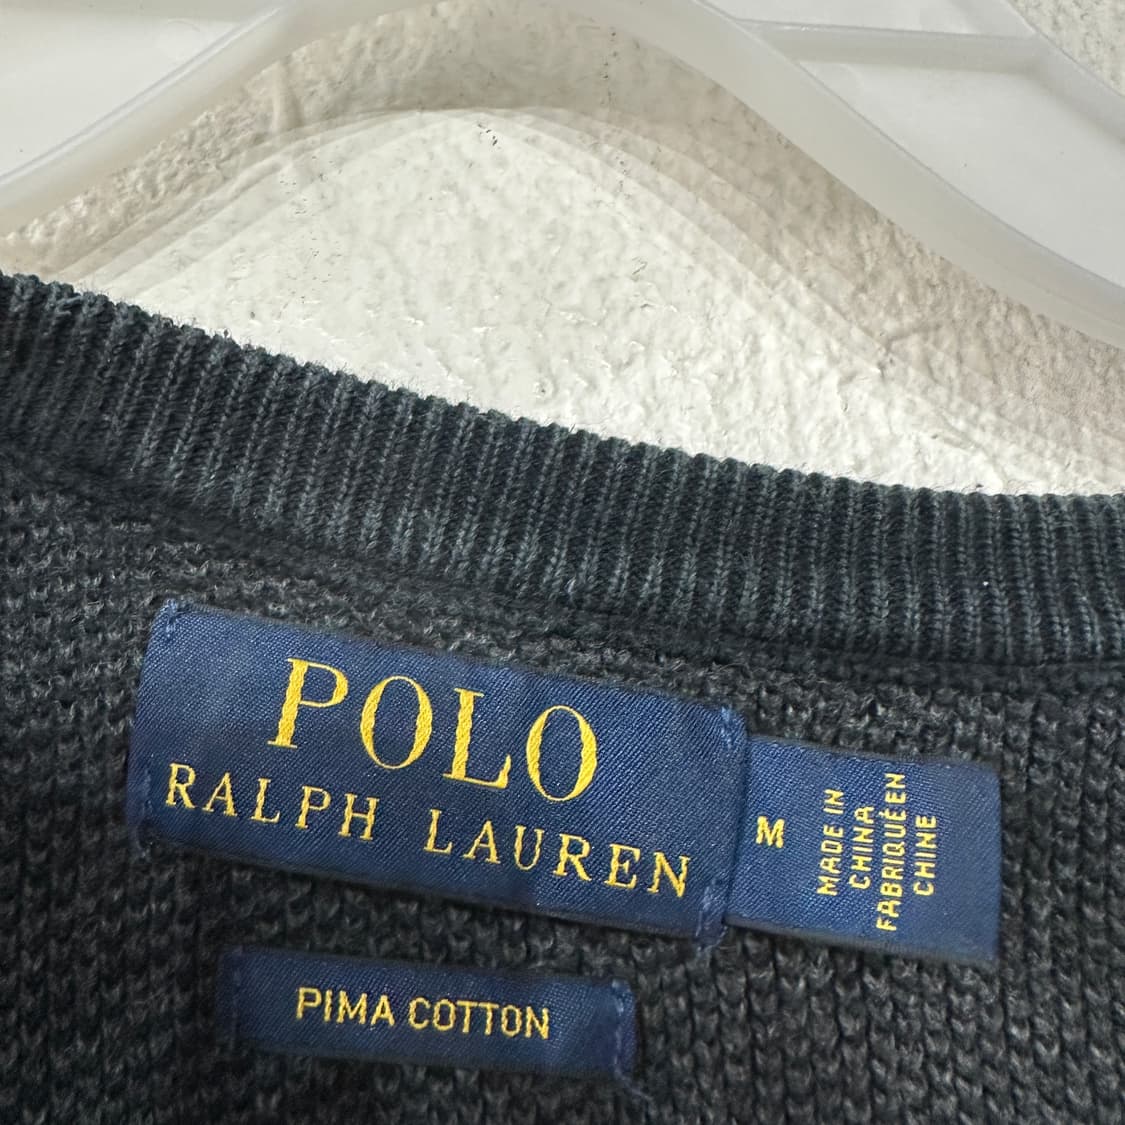 POLO
RALPH LAUREN
M
MADE IN
CHINA
FABRIQUÉ EN
CHINE
PIMA COTTON